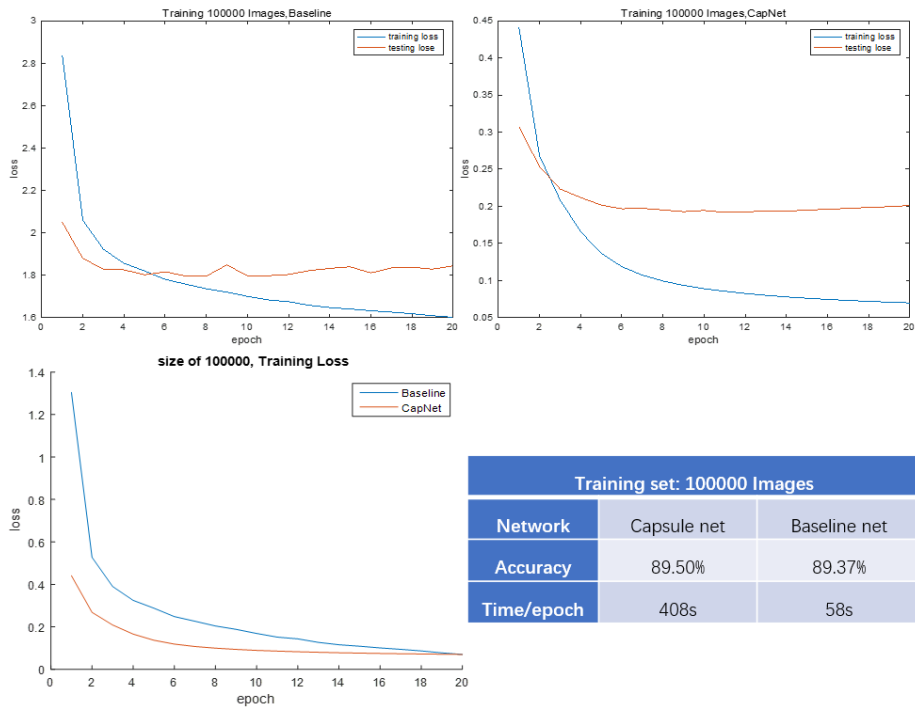 Training 100000 Images,Baseline
training loss
testing lose
3
2.8
2.6
2.4
2.2
2
1.8
1.6
loss
0 2 4 6 8 10 12 14 16 18 20
epoch
Training 100000 Images,CapNet
training loss
testing lose
0.45
0.4
0.35
0.3
0.25
0.2
0.15
0.1
0.05
loss
0 2 4 6 8 10 12 14 16 18 20
epoch
size of 100000, Training Loss
Baseline
CapNet
1.4
1.2
1
0.8
0.6
0.4
0.2
0
loss
0 2 4 6 8 10 12 14 16 18 20
epoch
Training set: 100000 Images
Network Capsule net Baseline net
Accuracy 89.50% 89.37%
Time/epoch 408s 58s